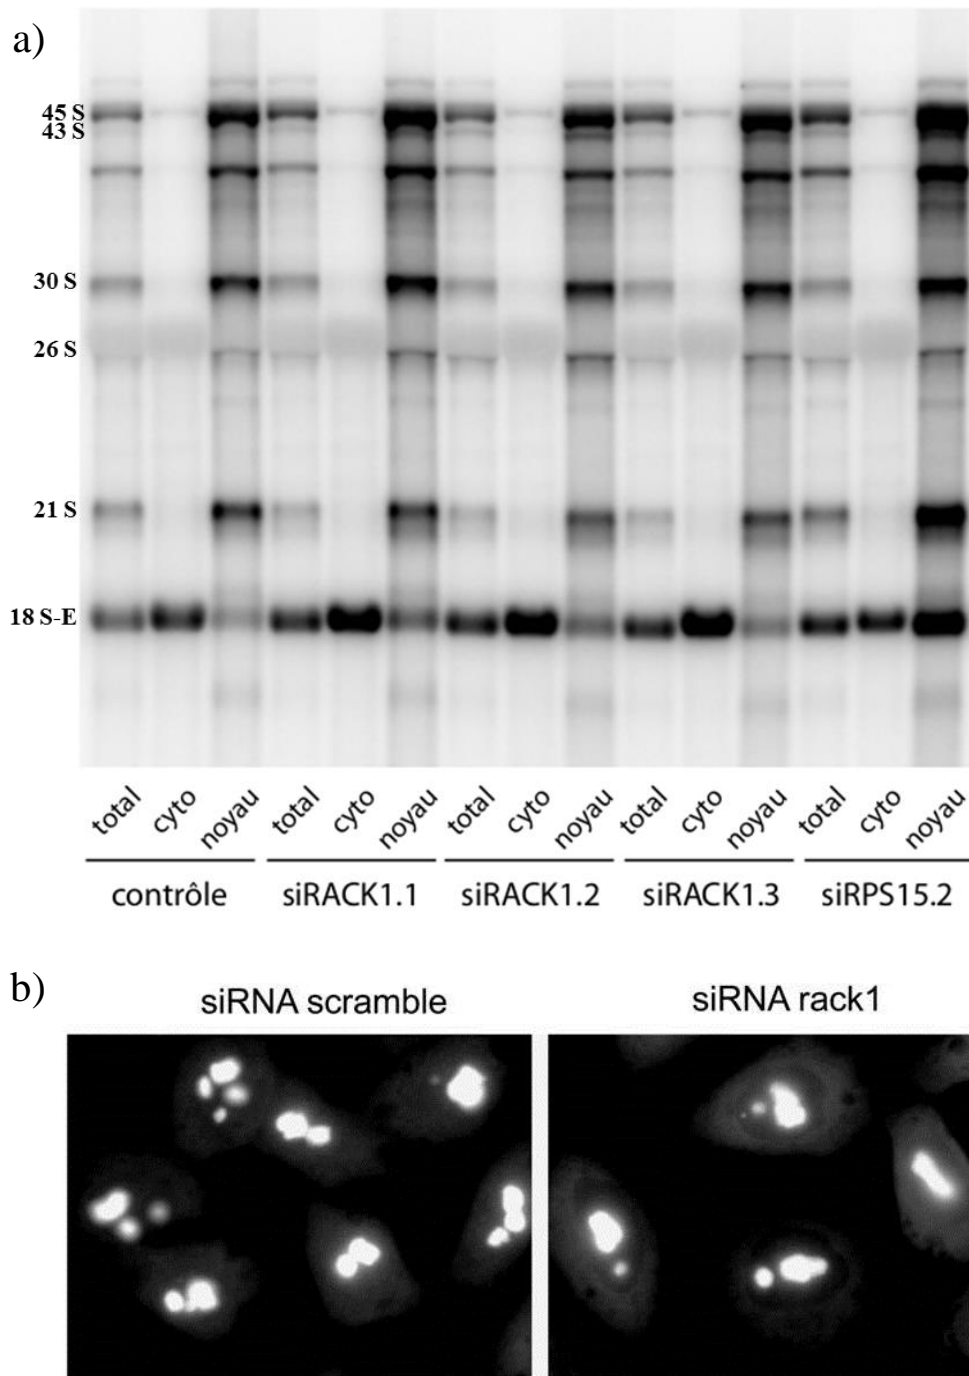 a)
45 S
43 S
30 S
26 S
21 S
18 S-E
total cyto noyau total cyto noyau total cyto noyau total cyto noyau total cyto noyau
contrôle siRACK1.1 siRACK1.2 siRACK1.3 siRPS15.2
b)
siRNA scramble siRNA rack1